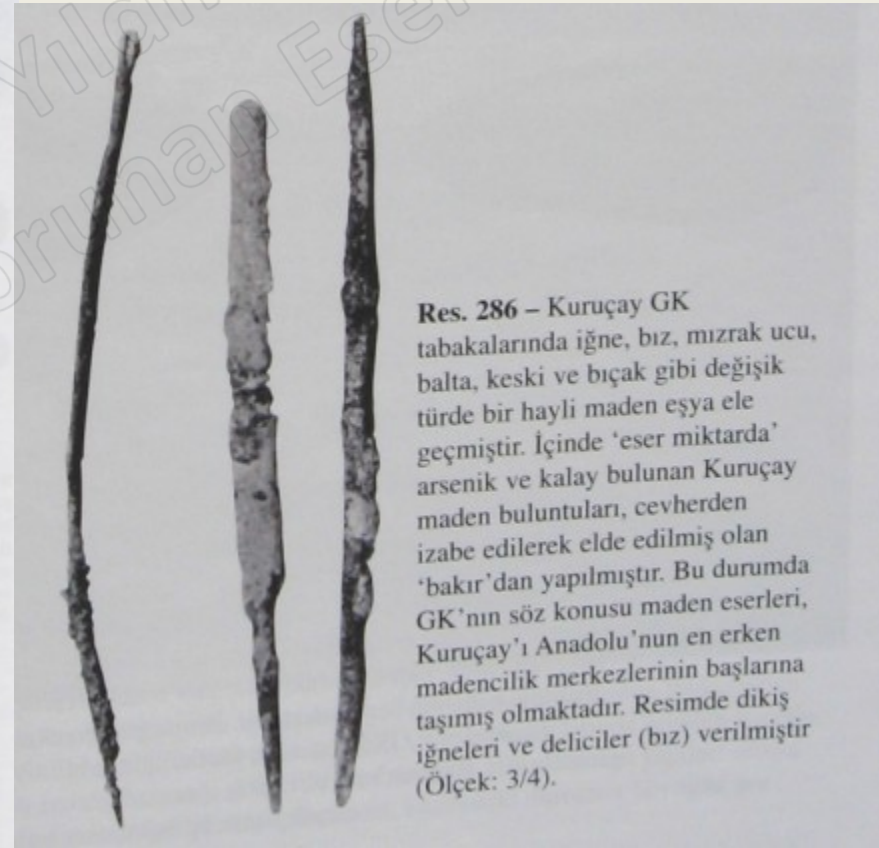 Yılan
orunan Eser
Res. 286 – Kuruçay GK
tabakalarında iğne, bız, mızrak ucu,
balta, keski ve bıçak gibi değişik
türde bir hayli maden eşya ele
geçmiştir. İçinde ‘eser miktarda’
arsenik ve kalay bulunan Kuruçay
maden buluntuları, cevherden
izabe edilerek elde edilmiş olan
‘bakır’dan yapılmıştır. Bu durumda
GK’nın söz konusu maden eserleri,
Kuruçay’ı Anadolu’nun en erken
madencilik merkezlerinin başlarına
taşımış olmaktadır. Resimde dikiş
iğneleri ve deliciler (bız) verilmiştir
(Ölçek: 3/4).